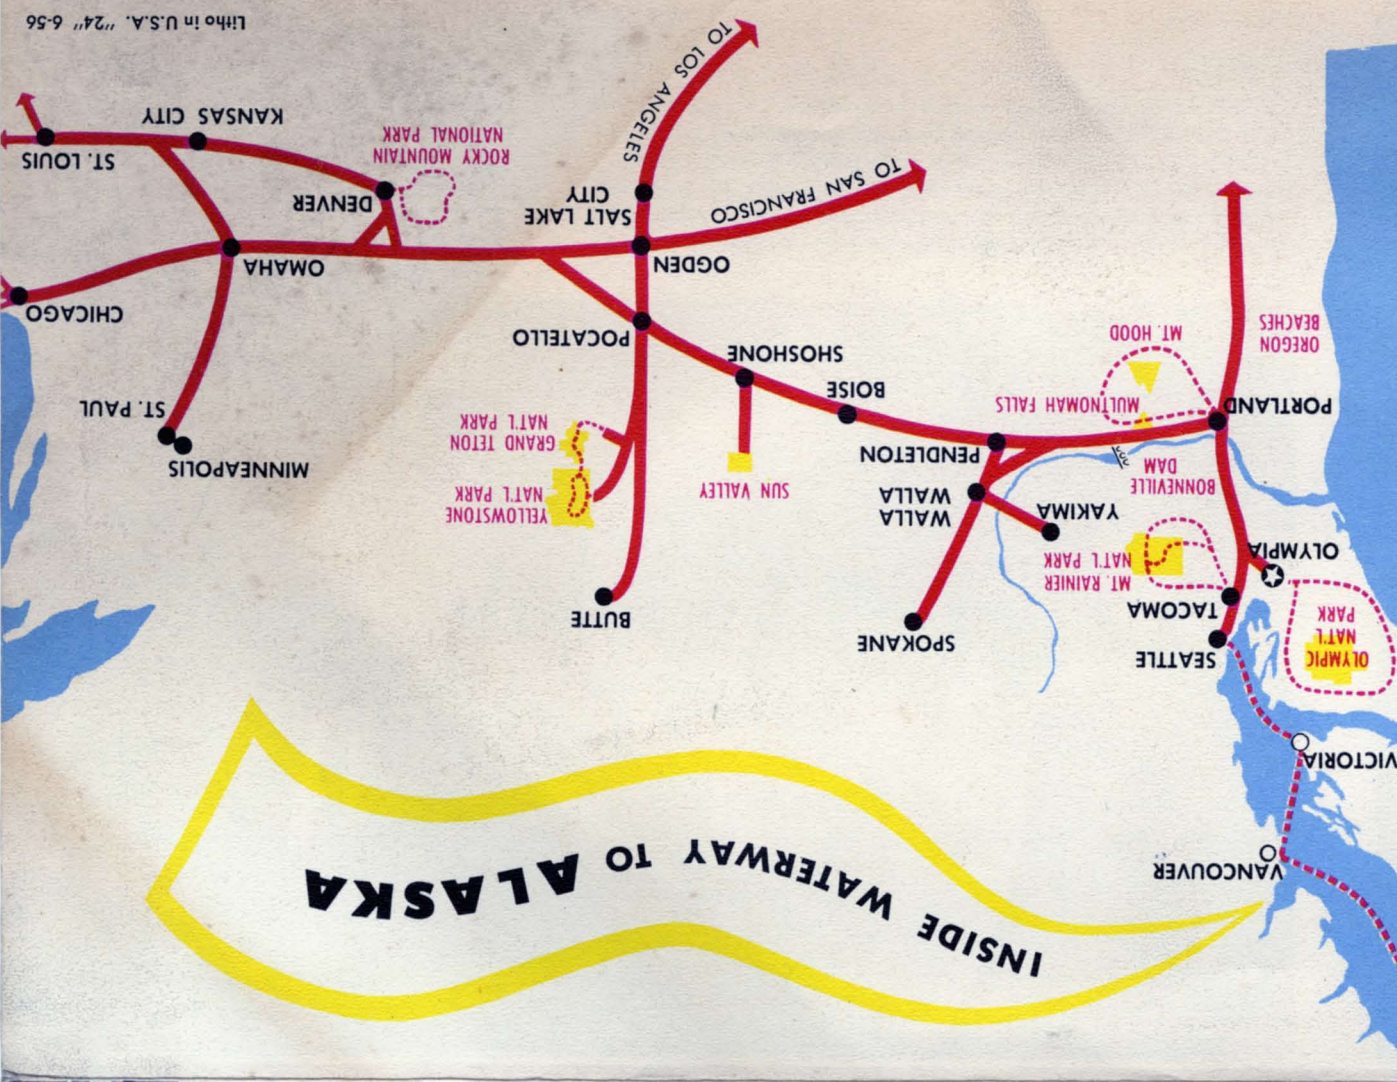 INSIDE WATERWAY TO ALASKA
VANCOUVER
VICTORIA
OLYMPIC
NAT'L
PARK
SEATTLE
TACOMA
OLYMPIA
MT. RAINIER
NAT'L PARK
SPOKANE
YAKIMA
WALLA
WALLA
PENDLETON
BONNEVILLE
DAM
PORTLAND
MULTNOMAH FALLS
MT. HOOD
OREGON
BEACHES
BUTTE
YELLOWSTONE
NAT'L PARK
GRAND TETON
NAT'L PARK
SUN VALLEY
BOISE
SHOSHONE
POCATELLO
OGDEN
SALT LAKE
CITY
TO SAN FRANCISCO
TO LOS ANGELES
MINNEAPOLIS
ST. PAUL
CHICAGO
OMAHA
DENVER
ROCKY MOUNTAIN
NATIONAL PARK
KANSAS CITY
ST. LOUIS
Litho in U.S.A. "24" 6-56